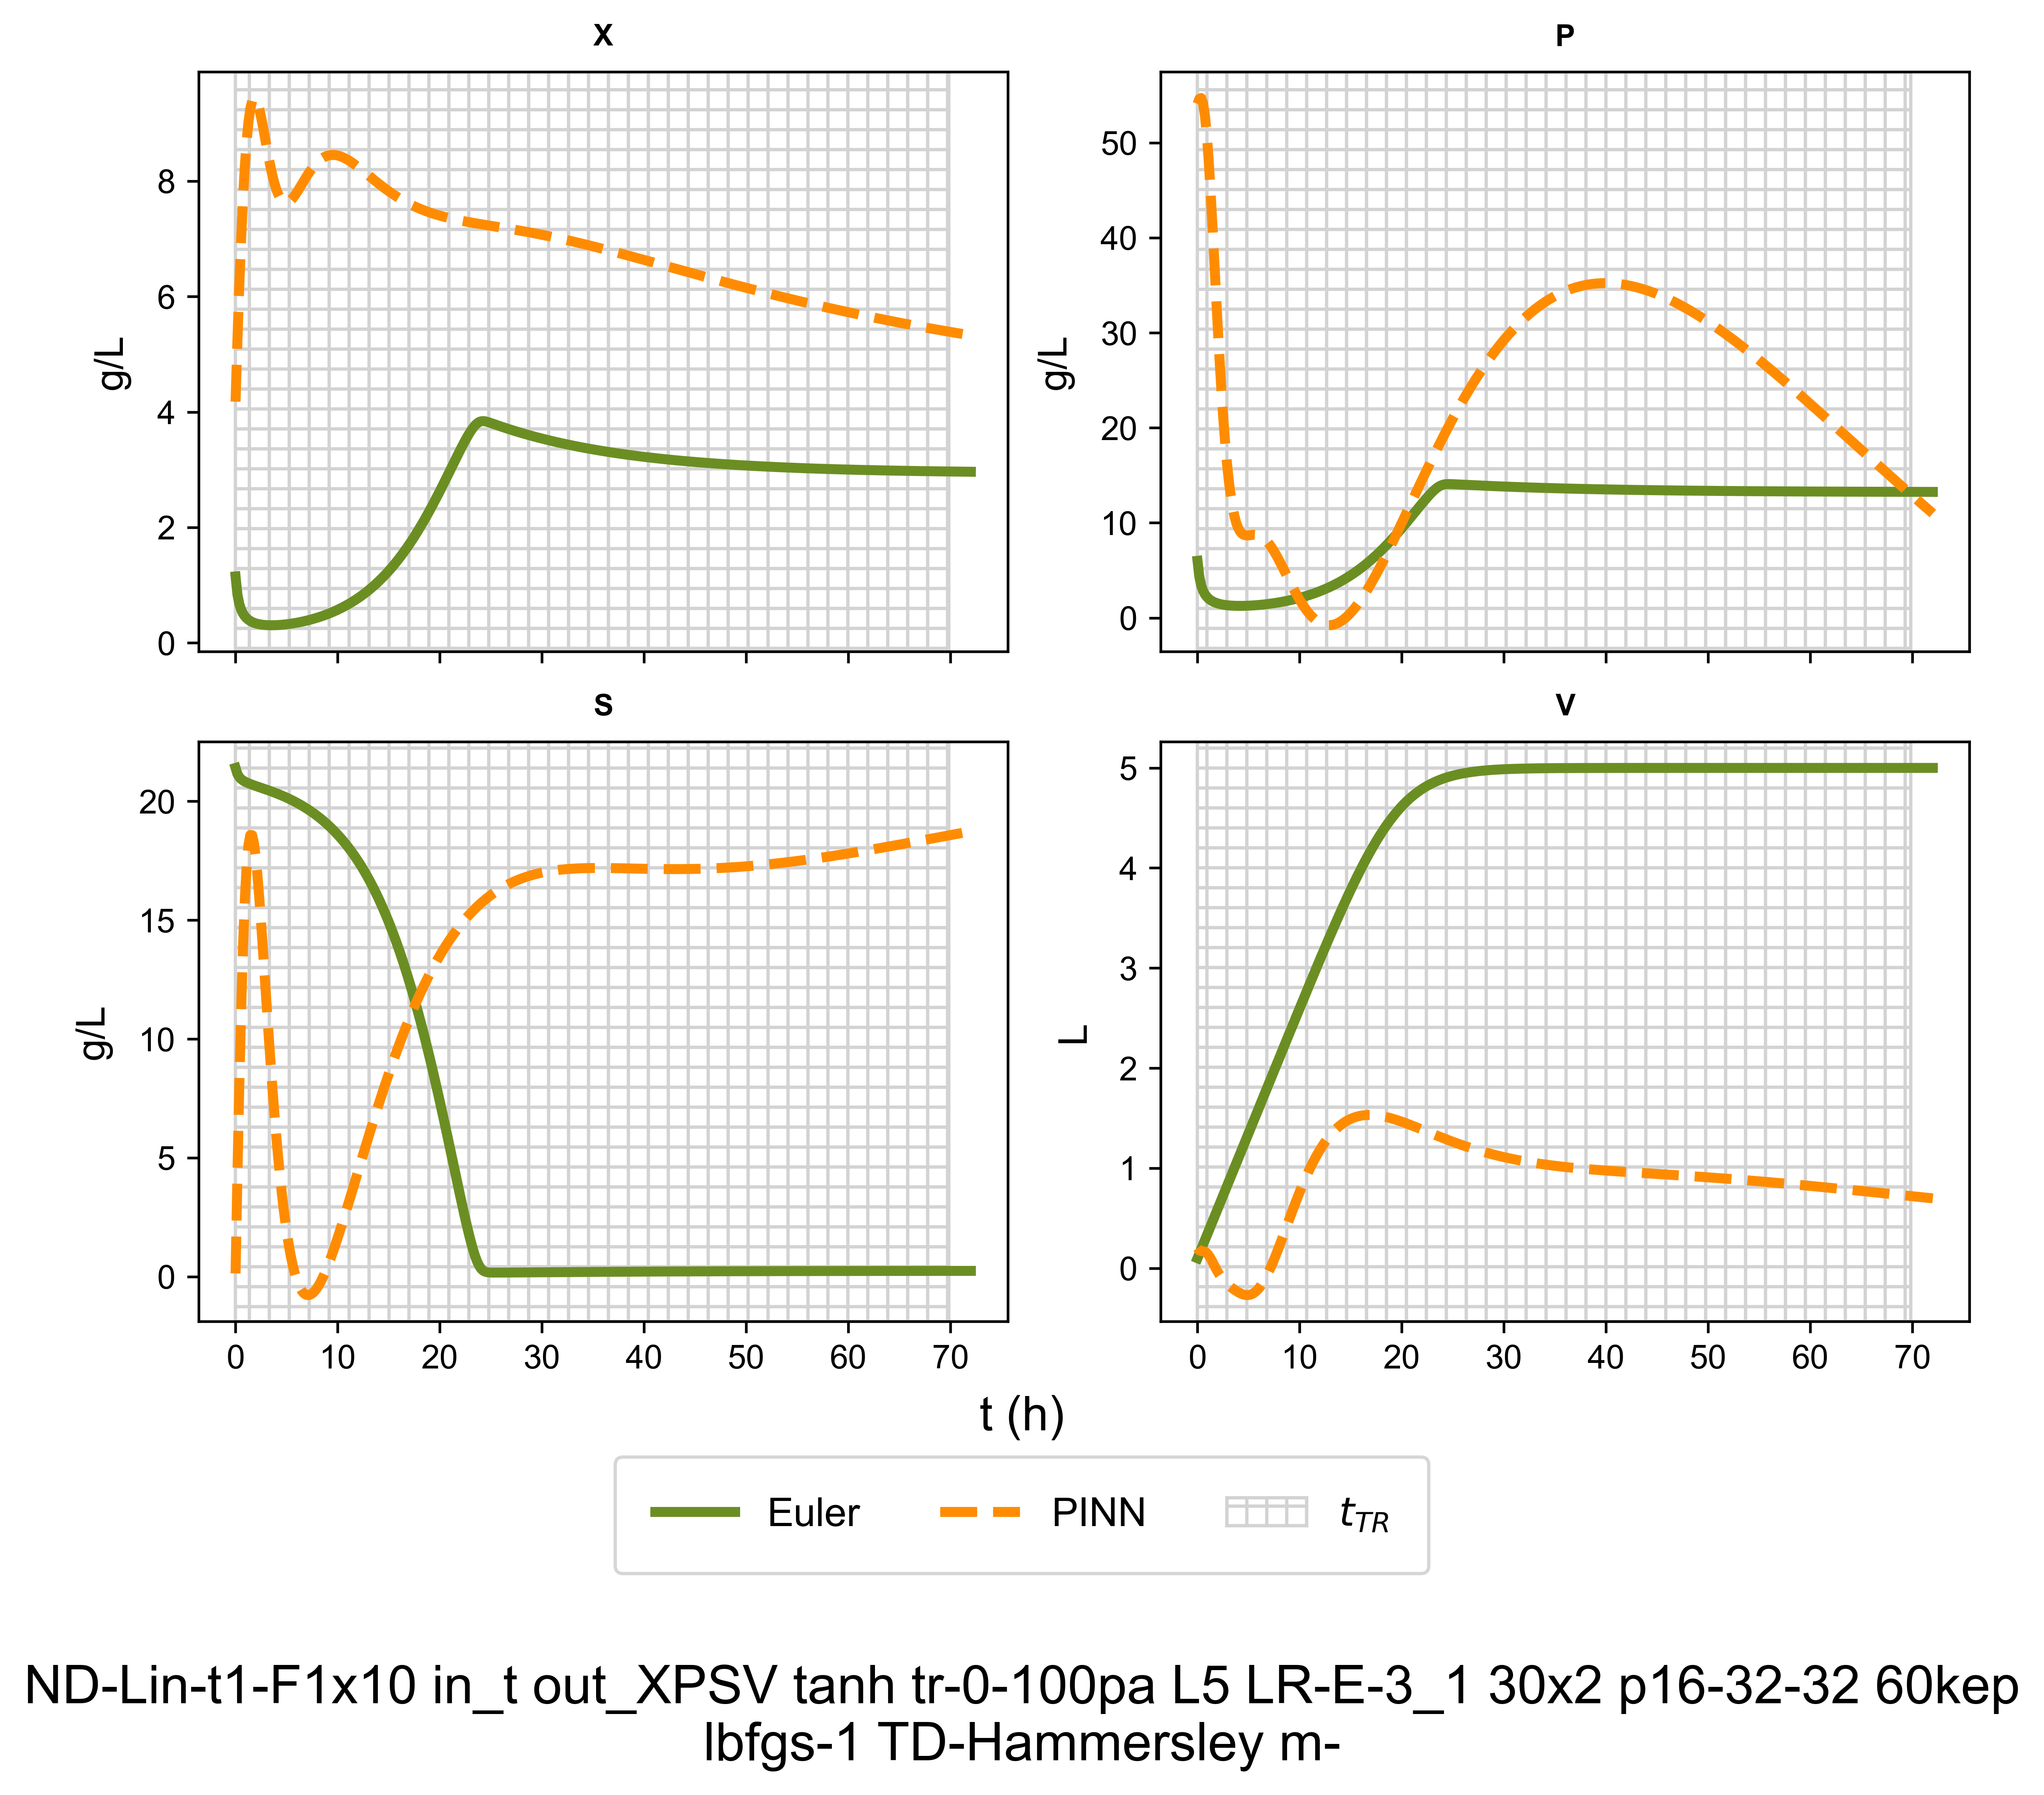 X
P
g/L
8
6
4
2
0
g/L
50
40
30
20
10
0
S
V
g/L
20
15
10
5
0
L
5
4
3
2
1
0
0 10 20 30 40 50 60 70
0 10 20 30 40 50 60 70
t (h)
Euler PINN t_{TR}
ND-Lin-t1-F1x10 in_t out_XPSV tanh tr-0-100pa L5 LR-E-3_1 30x2 p16-32-32 60kep
lbfgs-1 TD-Hammersley m-